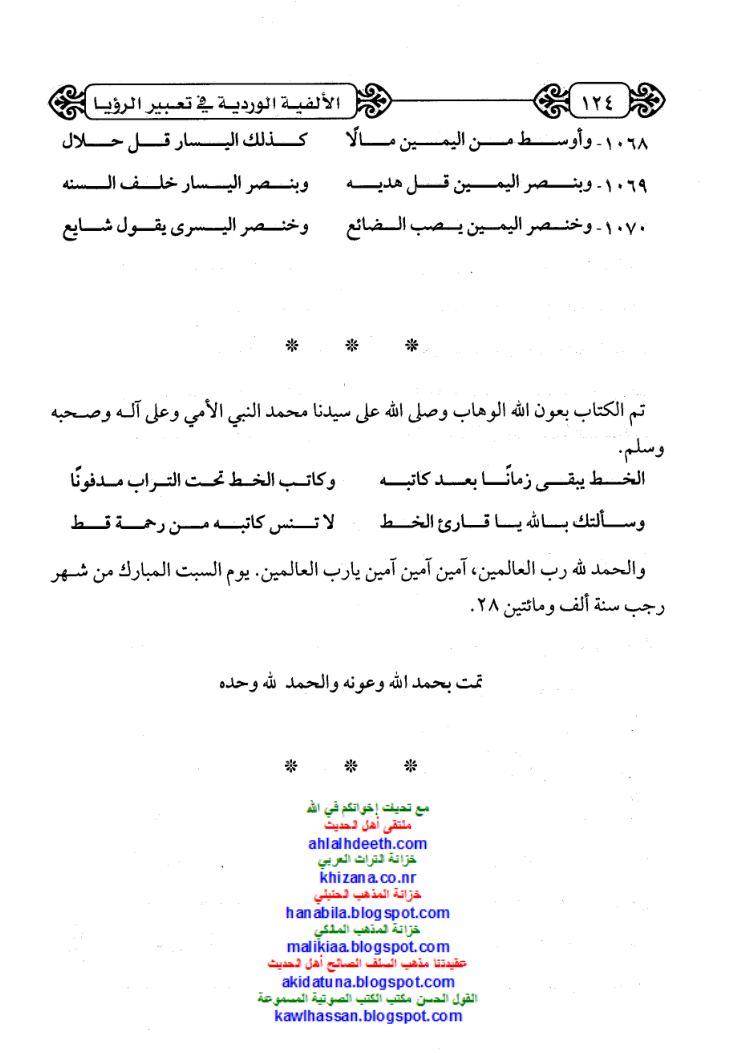 ١٢٤ الألفية الوردية في تعبير الرؤيا
١٠٦٨- وأوسط من اليمين مالًا كذلك اليسار قل حلال
١٠٦٩- وبنصر اليمين قل هديه وبنصر اليسار خلف السنه
١٠٧٠- وخنصر اليمين يصب الضائع وخنصر اليسرى يقول شايع
* * *
تم الكتاب بعون الله الوهاب وصلى الله على سيدنا محمد النبي الأمي وعلى آله وصحبه
وسلم.
الخط يبقى زمانًا بعد كاتبه وكاتب الخط تحت التراب مدفونًا
وسألتك بالله يا قارئ الخط لا تنس كاتبه من رحمة قط
والحمد لله رب العالمين، آمين آمين آمين يارب العالمين. يوم السبت المبارك من شهر
رجب سنة ألف ومائتين ٢٨.
تمت بحمد الله وعونه والحمد لله وحده
* * *
مع تحيات إخوانكم في الله
ملتقى أهل الحديث
ahlalhdeeth.com
خزانة التراث العربي
khizana.co.nr
خزانة المذهب الحنبلي
hanabila.blogspot.com
خزانة المذهب المالكي
malikiaa.blogspot.com
عقيدتنا مذهب السلف الصالح أهل الحديث
akidatuna.blogspot.com
القول الحسن مكتب الكتب الصوتية المسموعة
kawlhassan.blogspot.com